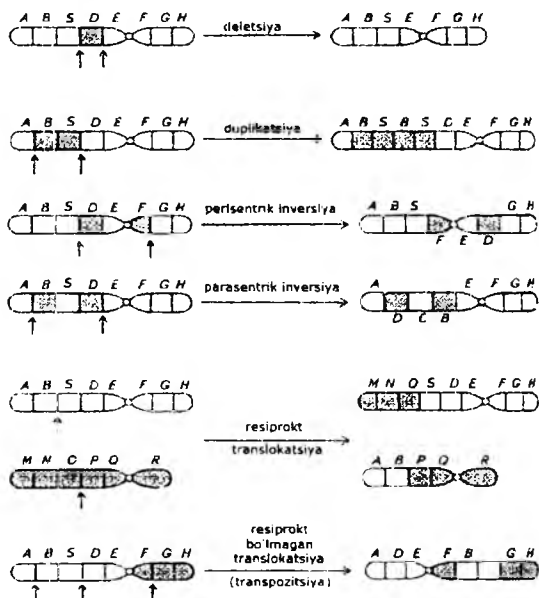 A B S D E F G H
deletsiya
A B S E F G H
A B S D E F G H
duplikatsiya
A B S B S D E F G H
A B S D E F G H
perisentrik inversiya
A B S G H
F E D
A B S D E F G H
parasentrik inversiya
A E F G H
D C B
A B S D E F G H
M N O S D E F G H
resiprokt
translokatsiya
M N O P Q R
A B P Q R
resiprokt
bo'lmagan
translokatsiya
(transpozitsiya)
A B S D E F G H
A D E F B G H